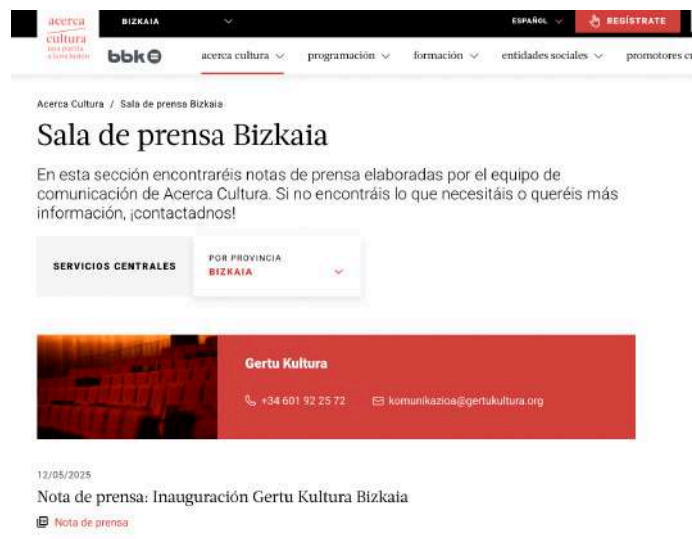 acerca
cultura
BIZKAIA
ESPAÑOL
REGÍSTRATE
bbk
acerca cultura
programación
formación
entidades sociales
promotores
Acerca Cultura / Sala de prensa Bizkaia
Sala de prensa Bizkaia
En esta sección encontraréis notas de prensa elaboradas por el equipo de
comunicación de Acerca Cultura. Si no encontráis lo que necesitáis o queréis más
información, ¡contactadnos!
SERVICIOS CENTRALES
POR PROVINCIA
BIZKAIA
Gertu Kultura
+34 601 92 25 72
komunikazioa@gertukultura.org
12/05/2025
Nota de prensa: Inauguración Gertu Kultura Bizkaia
Nota de prensa